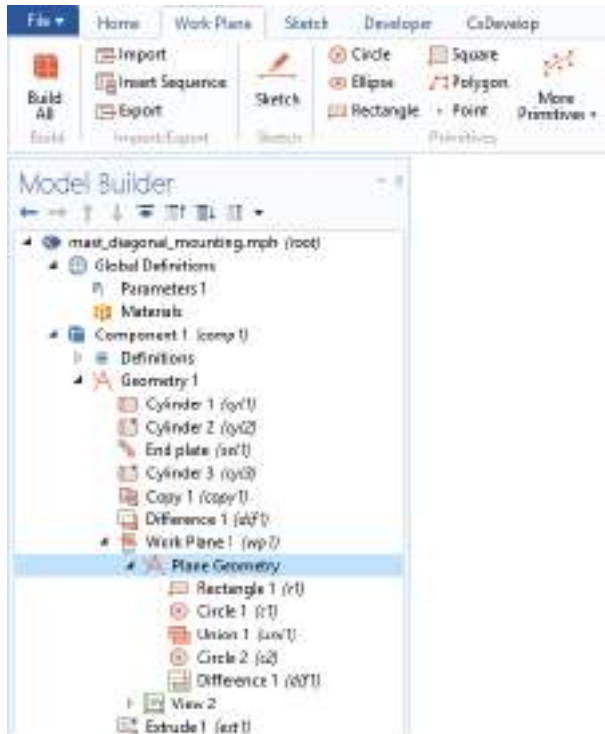 File Home Work Plane Sketch Developer CsDevelop
Import
Insert Sequence
Export
Build
All
Sketch
Circle Square
Ellipse Polygon
Rectangle Point
More
Primitives
Build Import/Export Sketch Primitives
Model Builder
mast_diagonal_mounting.mph (root)
Global Definitions
Pi Parameters 1
Materials
Component 1 (comp1)
Definitions
Geometry 1
Cylinder 1 (cyl1)
Cylinder 2 (cyl2)
End plate (uni1)
Cylinder 3 (cyl3)
Copy 1 (copy1)
Difference 1 (dif1)
Work Plane 1 (wp1)
Plane Geometry
Rectangle 1 (r1)
Circle 1 (c1)
Union 1 (uni1)
Circle 2 (c2)
Difference 1 (dif1)
View 2
Extrude 1 (ext1)